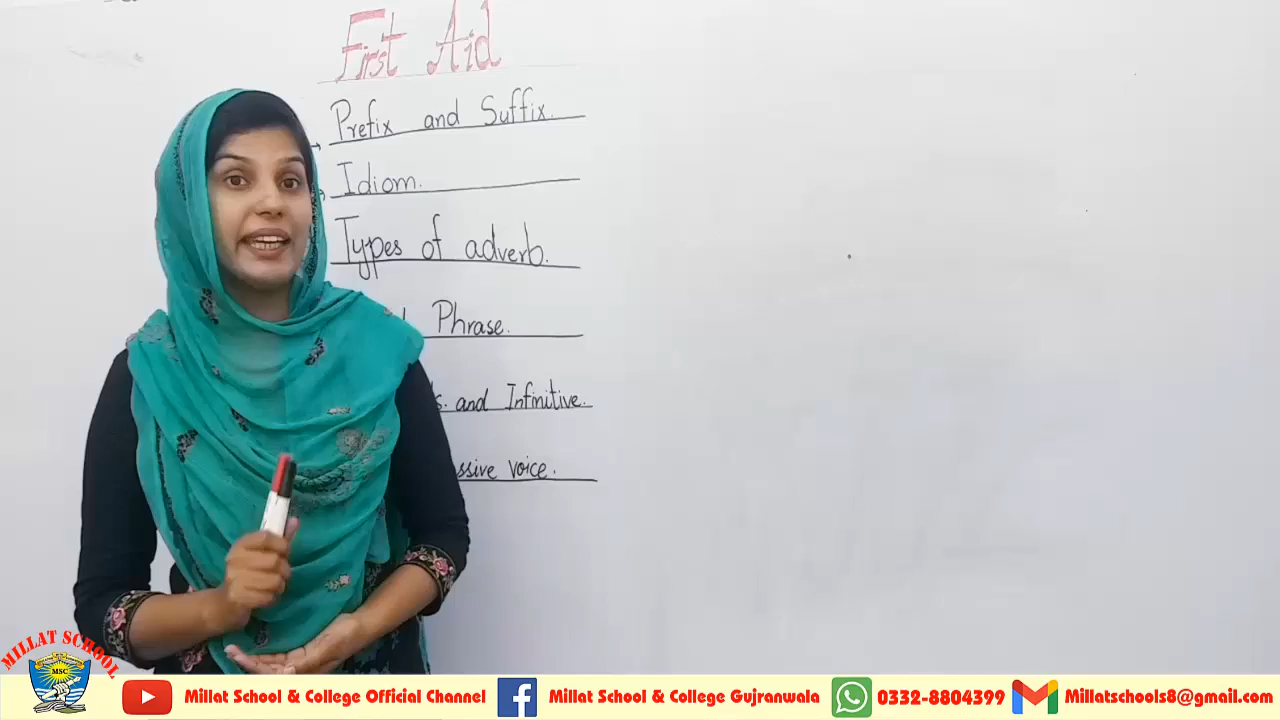 First Aid
Prefix and Suffix.
Idiom.
Types of adverb.
Phrase.
and Infinitive.
voice.
MILLAT SCHOOL
MSC
Millat School & College Official Channel
Millat School & College Gujranwala
0332-8804399
Millatschools8@gmail.com